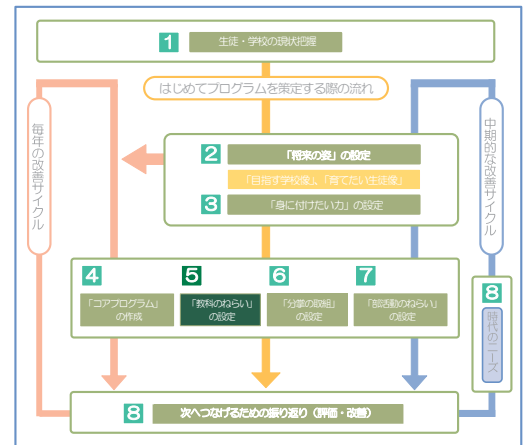 1 生徒・学校の現状把握
はじめてプログラムを策定する際の流れ
毎年の改善サイクル
中期的な改善サイクル
2 「将来の姿」の設定
「目指す学校像」、「育てたい生徒像」
3 「身に付けたい力」の設定
4
「コアプログラム」
の作成
5
「教科のねらい」
の設定
6
「分掌の取組」
の設定
7
「部活動のねらい」
の設定
8
時代のニーズ
8 次へつなげるための振り返り（評価・改善）